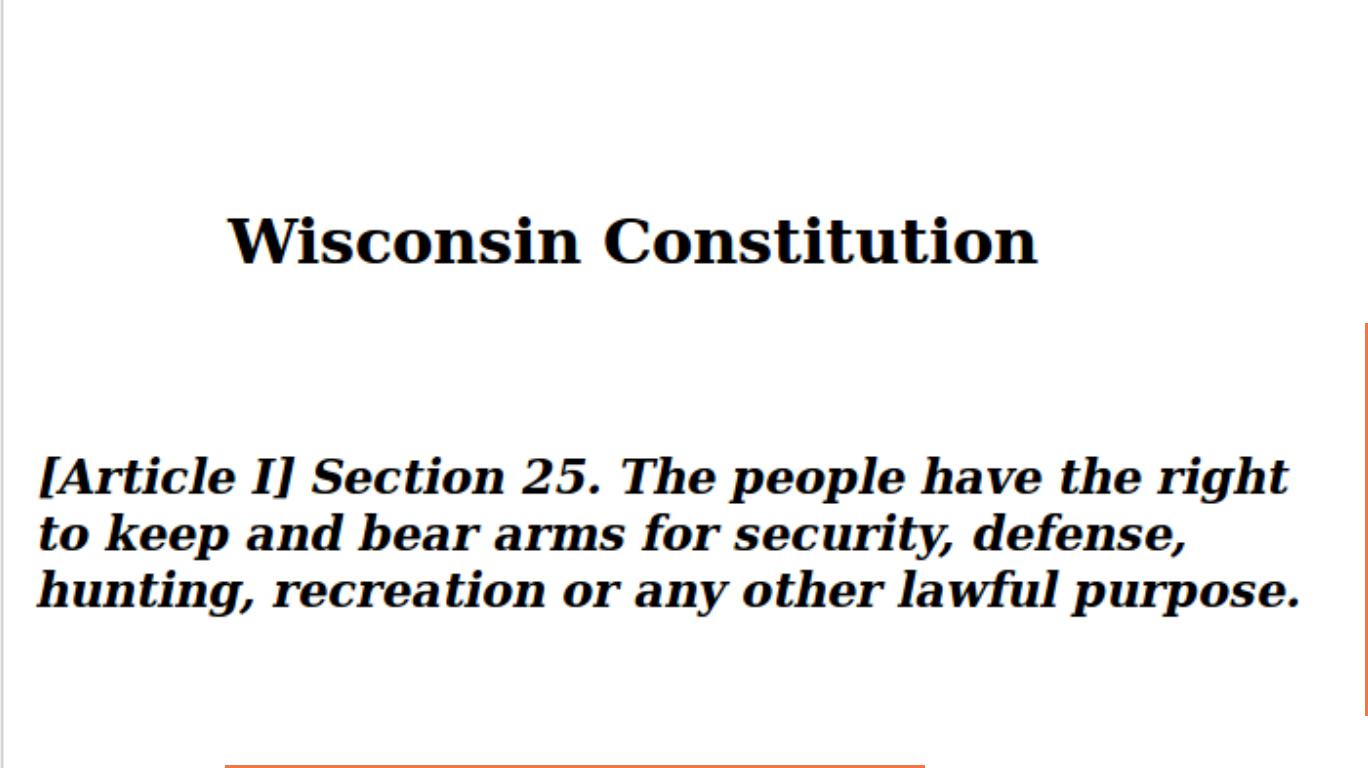 Wisconsin Constitution
[Article I] Section 25. The people have the right
to keep and bear arms for security, defense,
hunting, recreation or any other lawful purpose.